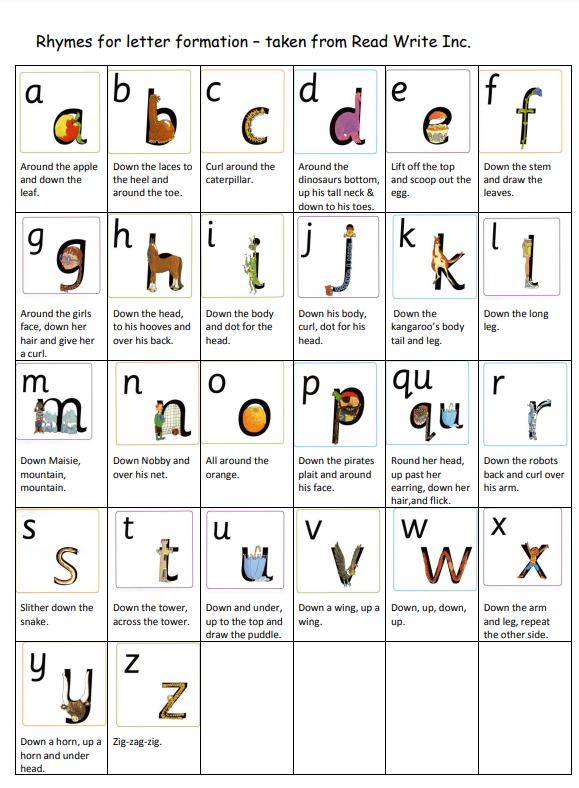 Rhymes for letter formation – taken from Read Write Inc.
a
a
b
b
c
c
d
d
e
e
f
f
Around the apple
and down the
leaf.
Down the laces to
the heel and
around the toe.
Curl around the
caterpillar.
Around the
dinosaurs bottom,
up his tall neck &
down to his toes.
Lift off the top
and scoop out the
egg.
Down the stem
and draw the
leaves.
g
g
h
h
i
i
j
j
k
k
l
l
Around the girls
face, down her
hair and give her
a curl.
Down the head,
to his hooves and
over his back.
Down the body
and dot for the
head.
Down his body,
curl, dot for his
head.
Down the
kangaroo's body
tail and leg.
Down the long
leg.
m
m
n
n
o
o
p
p
qu
qu
r
r
Down Maisie,
mountain,
mountain.
Down Nobby and
over his net.
All around the
orange.
Down the pirates
plait and around
his face.
Round her head,
up past her
earring, down her
hair,and flick.
Down the robots
back and curl over
his arm.
s
s
t
t
u
u
v
v
w
w
x
x
Slither down the
snake.
Down the tower,
across the tower.
Down and under,
up to the top and
draw the puddle.
Down a wing, up a
wing.
Down, up, down,
up.
Down the arm
and leg, repeat
the other side.
y
y
z
z
Down a horn, up a
horn and under
head.
Zig-zag-zig.